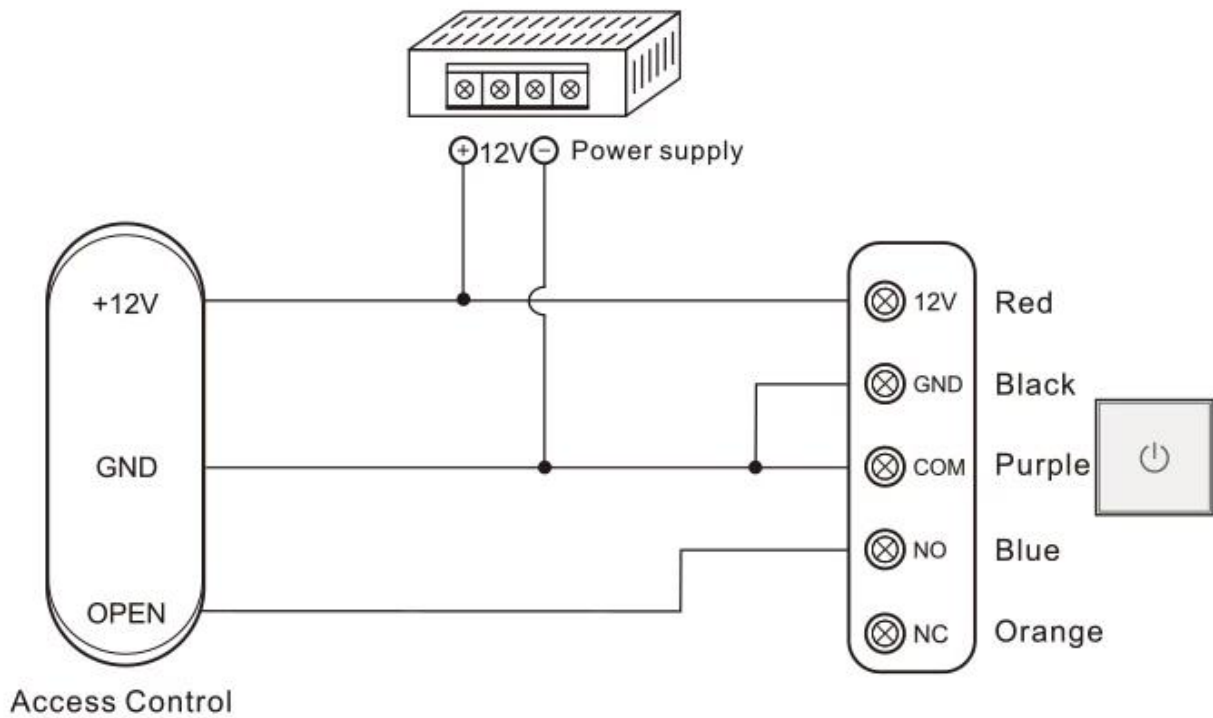 +12V- Power supply
+12V
GND
OPEN
Access Control
12V Red
GND Black
COM Purple
NO Blue
NC Orange